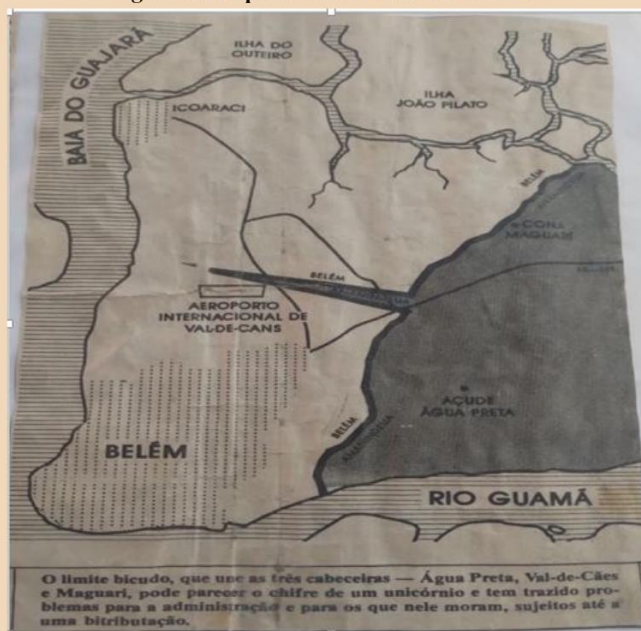 BAIA DO GUAJARÁ
ILHA DO
OUTEIRO
ICOARACI
ILHA
JOÃO PILATO
BELÉM
CONJ.
MAGUARI
BELÉM
AEROPORTO
INTERNACIONAL DE
VAL-DE-CANS
AÇUDE
ÁGUA PRETA
BELÉM
ANANINDEUA
BELÉM
RIO GUAMÁ
O limite bicudo, que une as três cabeceiras — Água Preta, Val-de-Cães
e Maguari, pode parecer o chifre de um unicórnio e tem trazido pro-
blemas para a administração e para os que nele moram, sujeitos até a
uma bitributação.